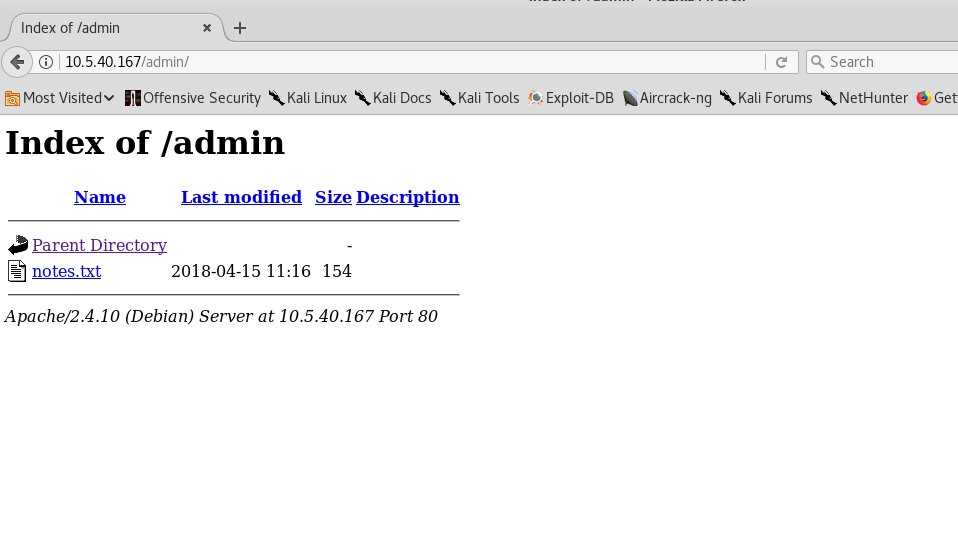 Index of /admin
10.5.40.167/admin/
Search
Most Visited
Offensive Security
Kali Linux
Kali Docs
Kali Tools
Exploit-DB
Aircrack-ng
Kali Forums
NetHunter
Get
Index of /admin
Name Last modified Size Description
Parent Directory -
notes.txt 2018-04-15 11:16 154
Apache/2.4.10 (Debian) Server at 10.5.40.167 Port 80